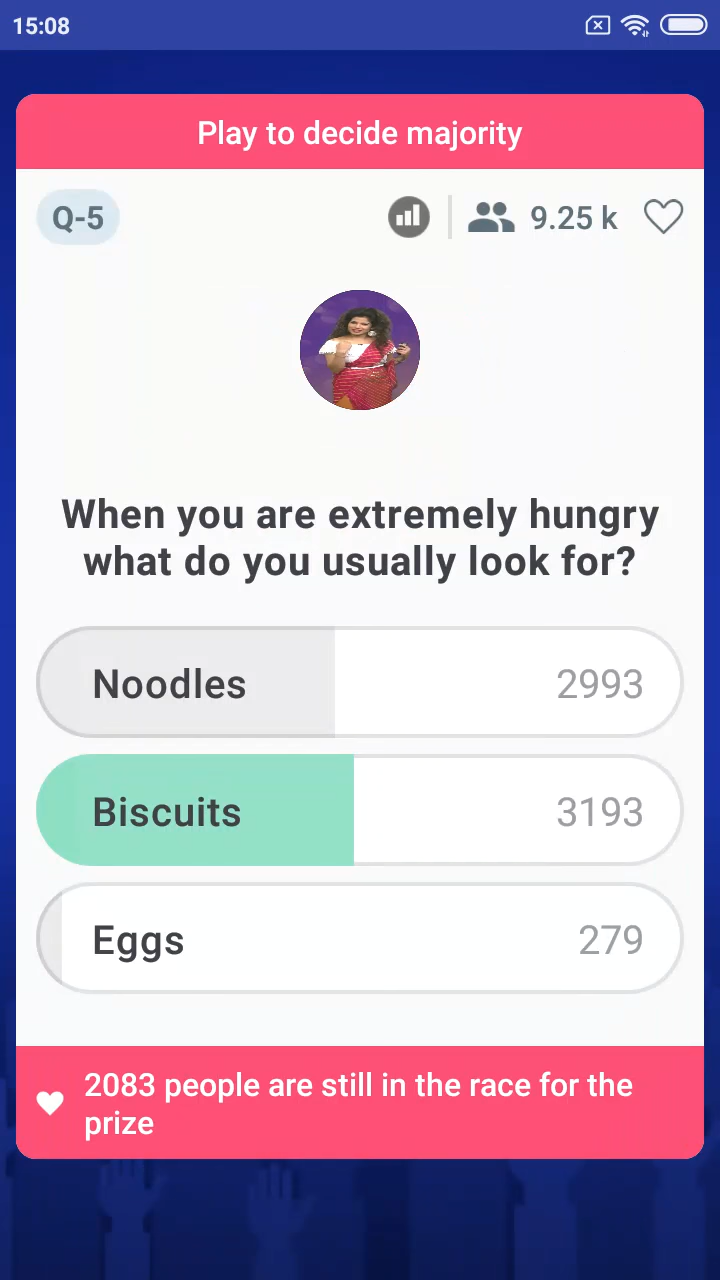 15:08
Play to decide majority
Q-5
9.25 k
When you are extremely hungry
what do you usually look for?
Noodles 2993
Biscuits 3193
Eggs 279
2083 people are still in the race for the
prize